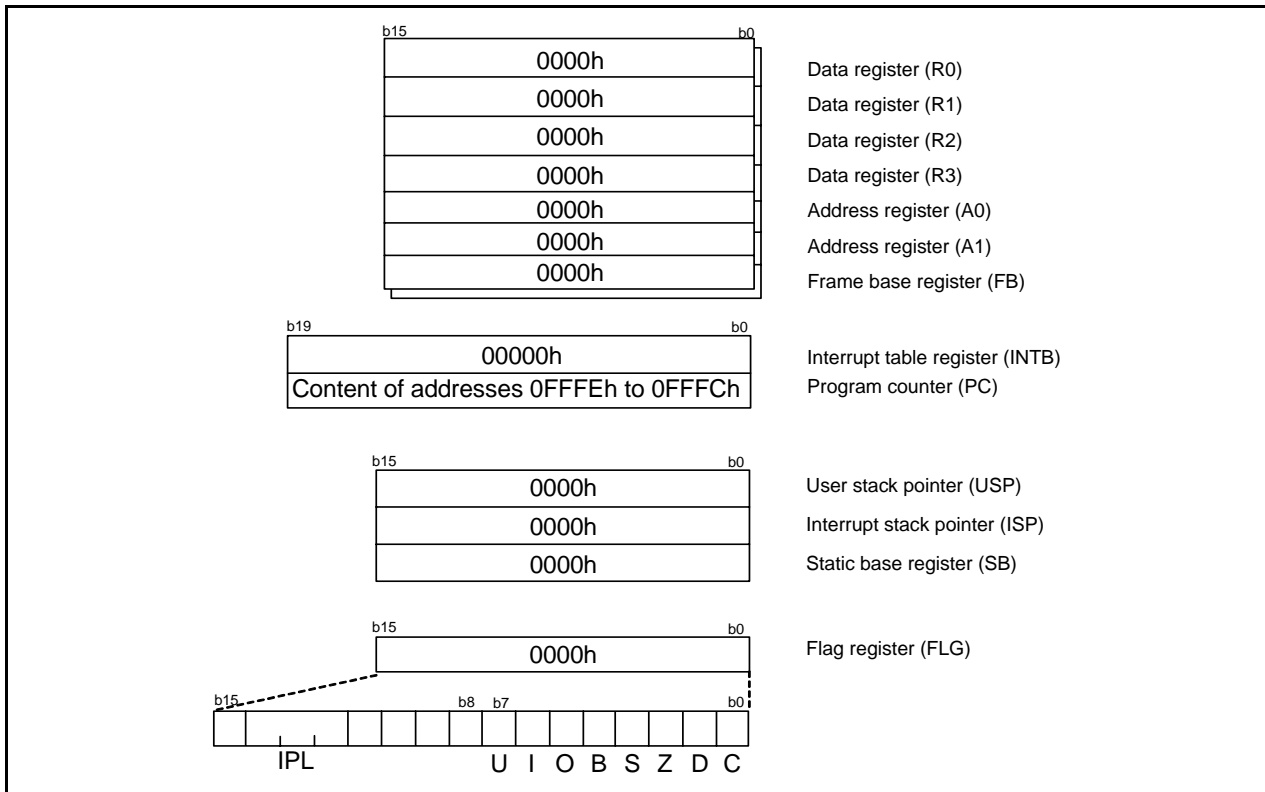 b15 b0
0000h Data register (R0)
0000h Data register (R1)
0000h Data register (R2)
0000h Data register (R3)
0000h Address register (A0)
0000h Address register (A1)
0000h Frame base register (FB)
b19 b0
00000h Interrupt table register (INTB)
Content of addresses 0FFFEh to 0FFFCh Program counter (PC)
b15 b0
0000h User stack pointer (USP)
0000h Interrupt stack pointer (ISP)
0000h Static base register (SB)
b15 b0
0000h Flag register (FLG)
b15 b8 b7 b0
IPL U I O B S Z D C